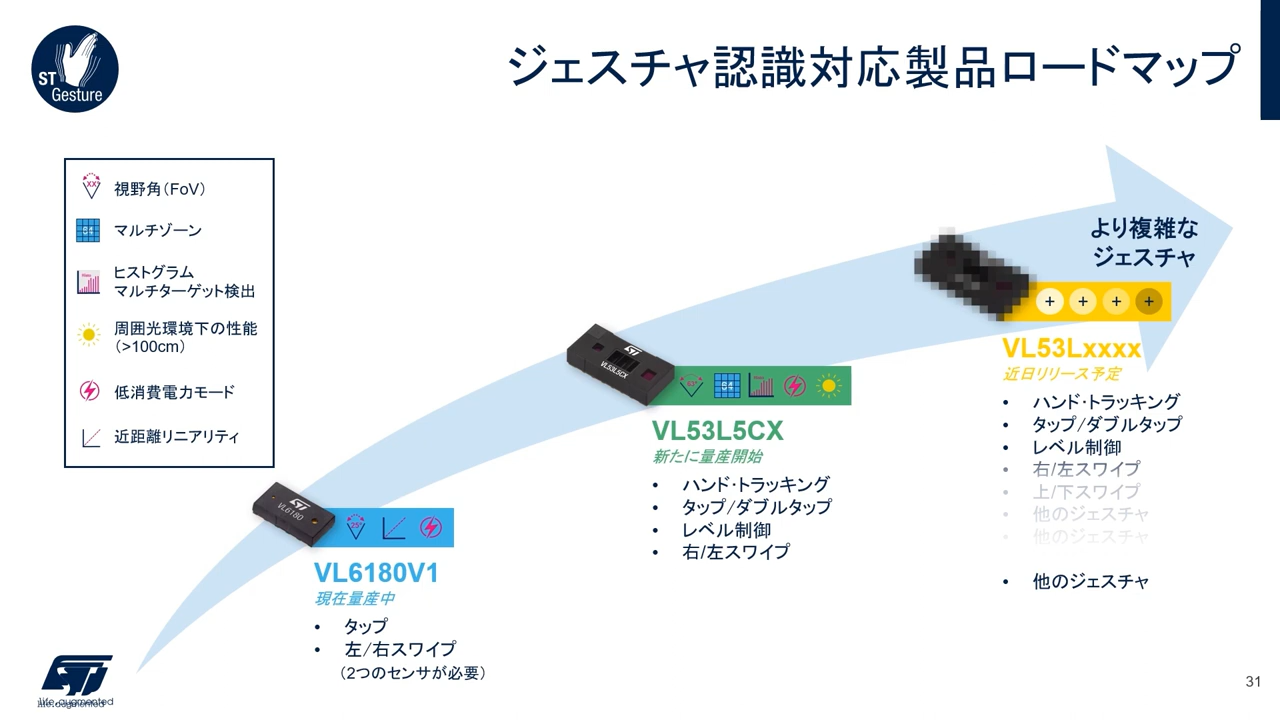 ST
Gesture
ジェスチャ認識対応製品ロードマップ
XX°
視野角(FoV)
64
マルチゾーン
ヒストグラム
マルチターゲット検出
周囲光環境下の性能
(>100cm)
低消費電力モード
近距離リニアリティ
より複雑な
ジェスチャ
+ + + +
VL53Lxxxx
近日リリース予定
• ハンド・トラッキング
• タップ/ダブルタップ
• レベル制御
• 右/左スワイプ
• 上/下スワイプ
• 他のジェスチャ
• 他のジェスチャ
• 他のジェスチャ
ST
VL53L5CX
63°
64
VL53L5CX
新たに量産開始
• ハンド・トラッキング
• タップ/ダブルタップ
• レベル制御
• 右/左スワイプ
ST
VL6180
25°
VL6180V1
現在量産中
• タップ
• 左/右スワイプ
(2つのセンサが必要)
ST
life.augmented
31